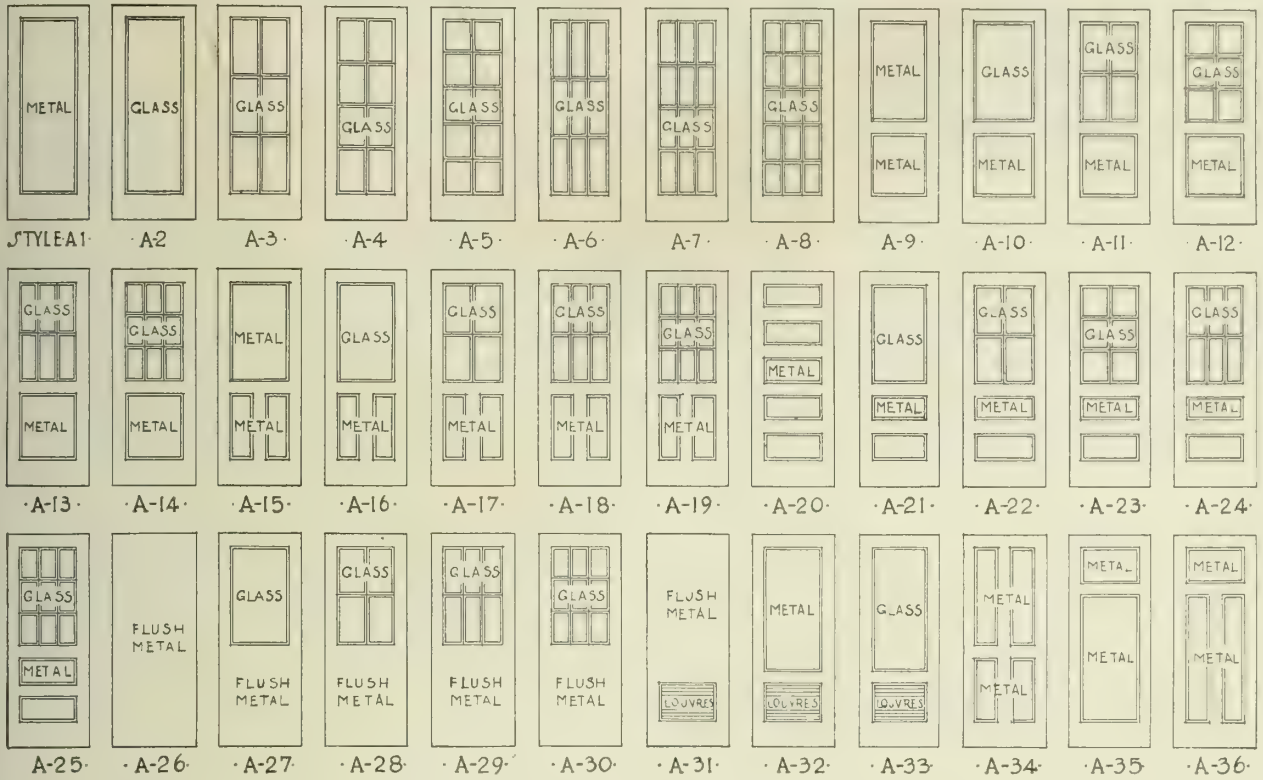 METAL
GLASS
GLASS
GLASS
GLASS
GLASS
GLASS
GLASS
METAL
METAL
GLASS
METAL
GLASS
METAL
GLASS
METAL
STYLE A1· ·A-2 A-3· ·A-4 ·A-5· ·A-6· ·A-7· ·A-8· ·A-9· ·A-10· ·A-11· ·A-12·
GLASS
METAL
GLASS
METAL
METAL
METAL
GLASS
METAL
GLASS
METAL
GLASS
METAL
GLASS
METAL
METAL
GLASS
METAL
GLASS
METAL
GLASS
METAL
GLASS
METAL
·A-13· ·A-14· ·A-15· ·A-16· ·A-17· ·A-18· ·A-19· ·A-20· ·A-21· ·A-22· ·A-23· ·A-24·
GLASS
METAL
FLUSH
METAL
GLASS
FLUSH
METAL
GLASS
FLUSH
METAL
GLASS
FLUSH
METAL
GLASS
FLUSH
METAL
FLUSH
METAL
LOUVRES
METAL
LOUVRES
GLASS
LOUVRES
METAL
METAL
METAL
METAL
METAL
METAL
A-25· ·A-26· ·A-27· ·A-28· ·A-29· ·A-30· ·A-31· ·A-32· ·A-33· ·A-34· ·A-35· ·A-36·